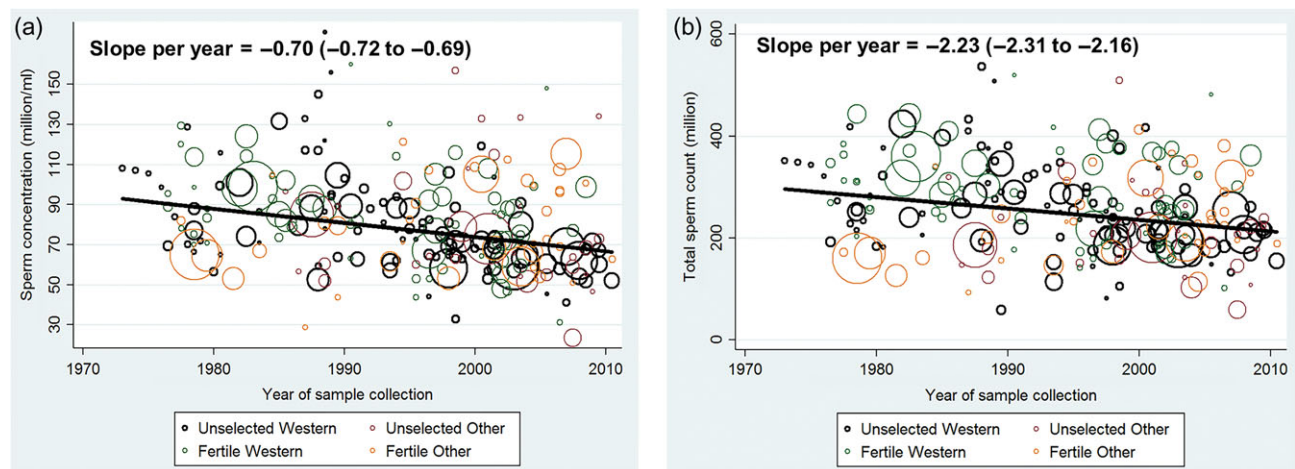 (a)
Slope per year = −0.70 (−0.72 to −0.69)
Sperm concentration (million/ml)
150
130
110
90
70
50
30
1970 1980 1990 2000 2010
Year of sample collection
Unselected Western Unselected Other
Fertile Western Fertile Other
(b)
Slope per year = −2.23 (−2.31 to −2.16)
Total sperm count (million)
600
400
200
0
1970 1980 1990 2000 2010
Year of sample collection
Unselected Western Unselected Other
Fertile Western Fertile Other